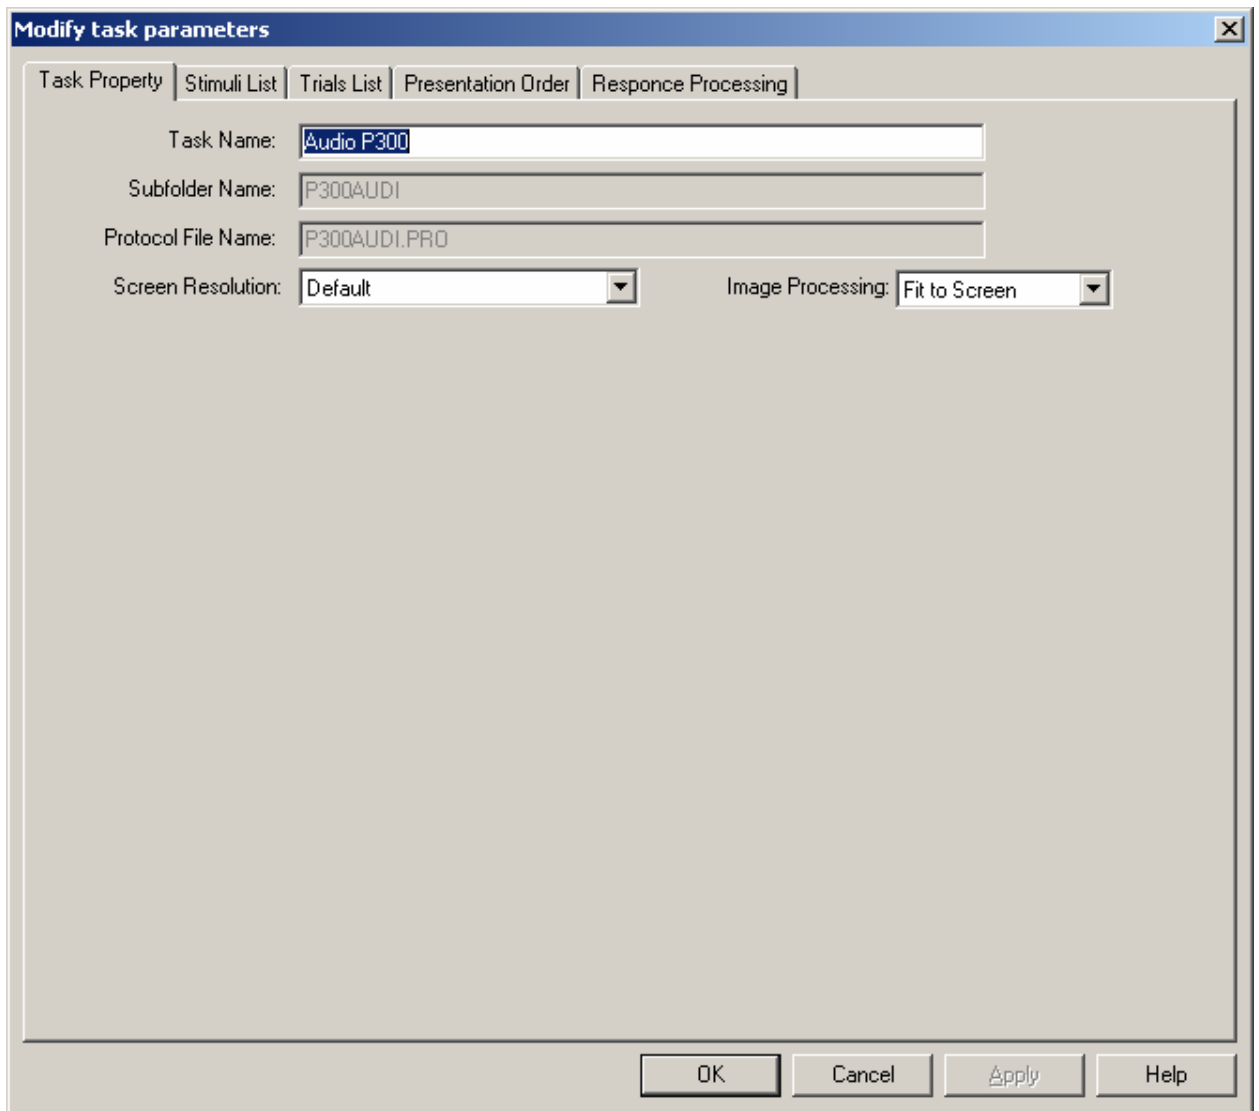 Modify task parameters
Task Property Stimuli List Trials List Presentation Order Responce Processing
Task Name: Audio P300
Subfolder Name: P300AUDI
Protocol File Name: P300AUDI.PRO
Screen Resolution: Default Image Processing: Fit to Screen
OK Cancel Apply Help